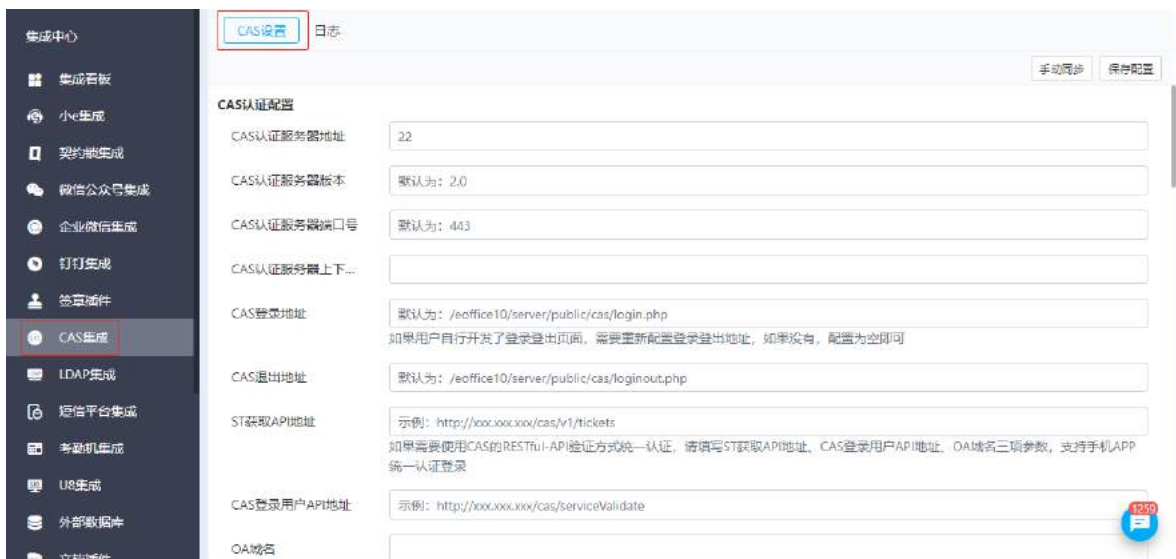 集成中心
集成看板
小e集成
契约锁集成
微信公众号集成
企业微信集成
钉钉集成
签章插件
CAS集成
LDAP集成
短信平台集成
考勤机集成
U8集成
外部数据库
文档插件
CAS设置 日志
手动同步 保存配置
CAS认证配置
CAS认证服务器地址 22
CAS认证服务器版本 默认为：2.0
CAS认证服务器端口号 默认为：443
CAS认证服务器上下...
CAS登录地址 默认为：/eoffice10/server/public/cas/login.php
如果用户自行开发了登录登出页面，需要重新配置登录登出地址，如果没有，配置为空即可
CAS退出地址 默认为：/eoffice10/server/public/cas/loginout.php
ST获取API地址 示例：http://xxx.xxx.xxx/cas/v1/tickets
如果需要使用CAS的RESTful-API验证方式统一认证，请填写ST获取API地址、CAS登录用户API地址、OA域名三项参数，支持手机APP
统一认证登录
CAS登录用户API地址 示例：http://xxx.xxx.xxx/cas/serviceValidate
1259
OA域名